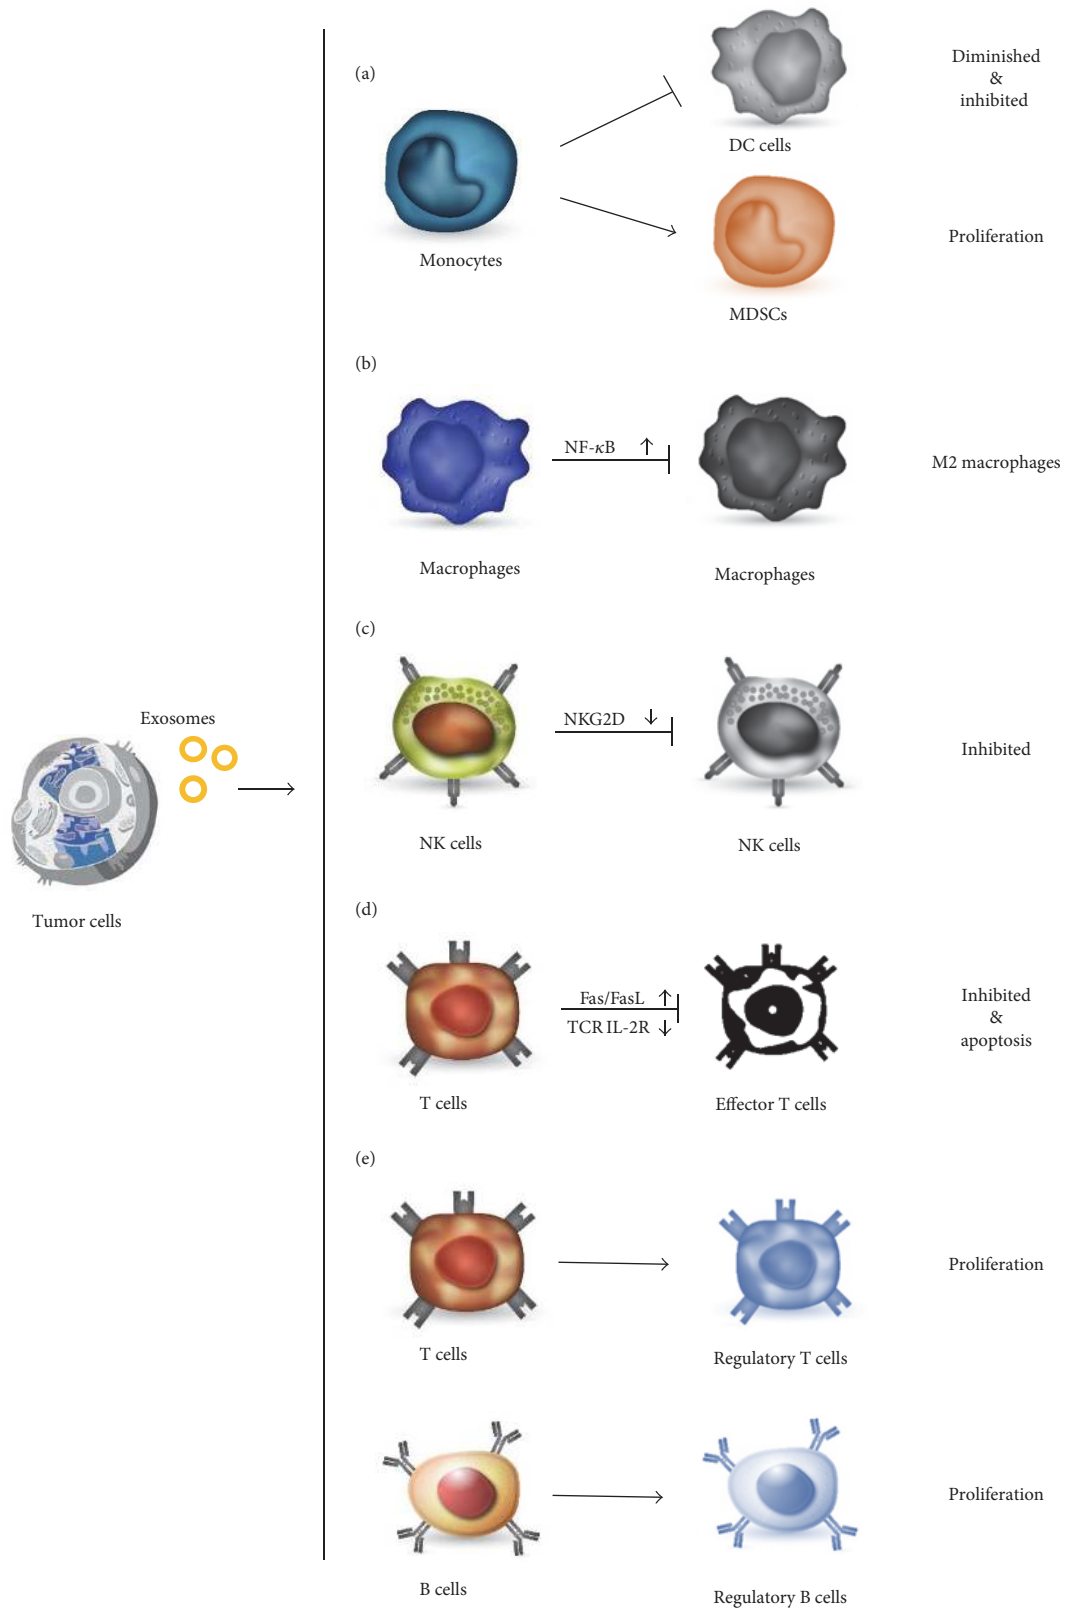 (a)
Diminished
&
inhibited
DC cells
Monocytes
Proliferation
MDSCs
(b)
NF-κB ↑
M2 macrophages
Macrophages
Macrophages
(c)
NKG2D ↓
Inhibited
NK cells
NK cells
Exosomes
Tumor cells
(d)
Fas/FasL ↑
TCR IL-2R ↓
Inhibited
&
apoptosis
T cells
Effector T cells
(e)
Proliferation
T cells
Regulatory T cells
Proliferation
B cells
Regulatory B cells